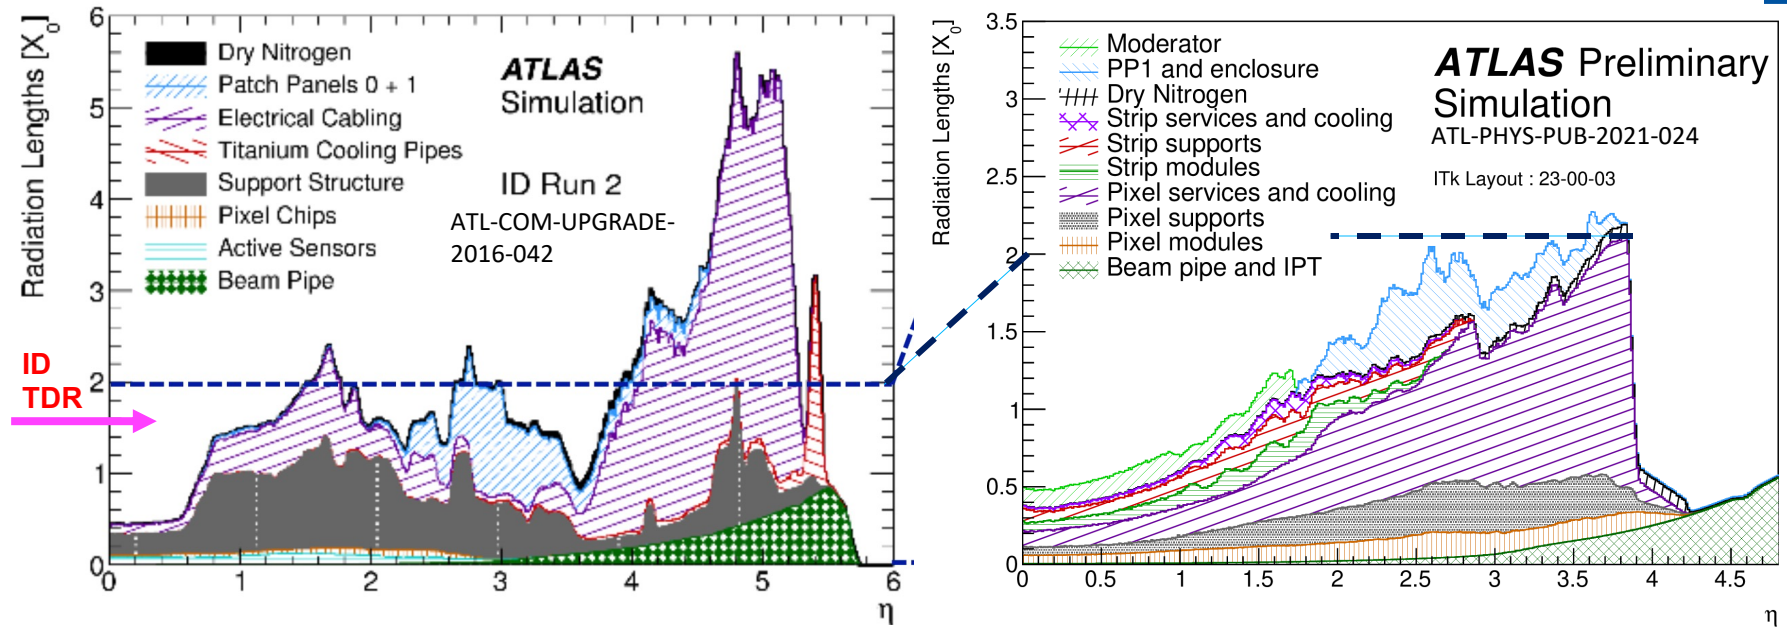 Radiation Lengths [X0]
6
5
4
3
2
1
0
Dry Nitrogen
Patch Panels 0 + 1
Electrical Cabling
Titanium Cooling Pipes
Support Structure
Pixel Chips
Active Sensors
Beam Pipe
ATLAS
Simulation
ID Run 2
ATL-COM-UPGRADE-
2016-042
ID
TDR
0 1 2 3 4 5 6
η
Radiation Lengths [X0]
3.5
3
2.5
2
1.5
1
0.5
0
Moderator
PP1 and enclosure
Dry Nitrogen
Strip services and cooling
Strip supports
Strip modules
Pixel services and cooling
Pixel supports
Pixel modules
Beam pipe and IPT
ATLAS Preliminary
Simulation
ATL-PHYS-PUB-2021-024
ITk Layout : 23-00-03
0 0.5 1 1.5 2 2.5 3 3.5 4 4.5
η